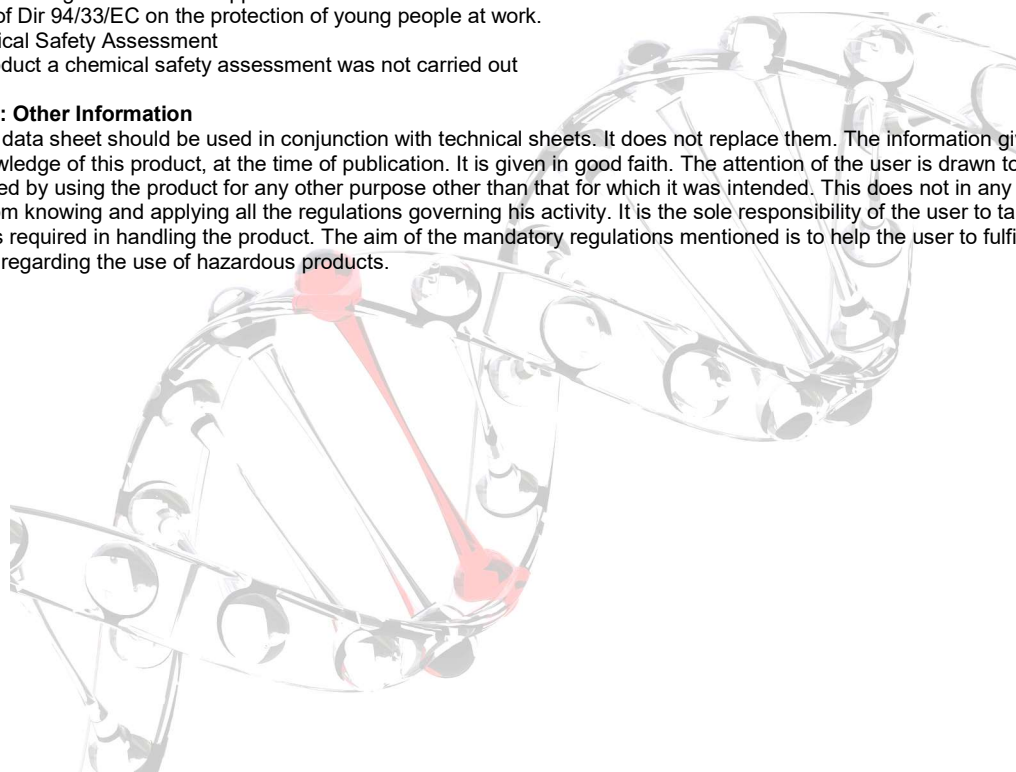 of Dir 94/33/EC on the protection of young people at work.
ical Safety Assessment
duct a chemical safety assessment was not carried out
: Other Information
data sheet should be used in conjunction with technical sheets. It does not replace them. The information gi
wledge of this product, at the time of publication. It is given in good faith. The attention of the user is drawn to
ed by using the product for any other purpose other than that for which it was intended. This does not in any
om knowing and applying all the regulations governing his activity. It is the sole responsibility of the user to ta
s required in handling the product. The aim of the mandatory regulations mentioned is to help the user to fulfi
regarding the use of hazardous products.